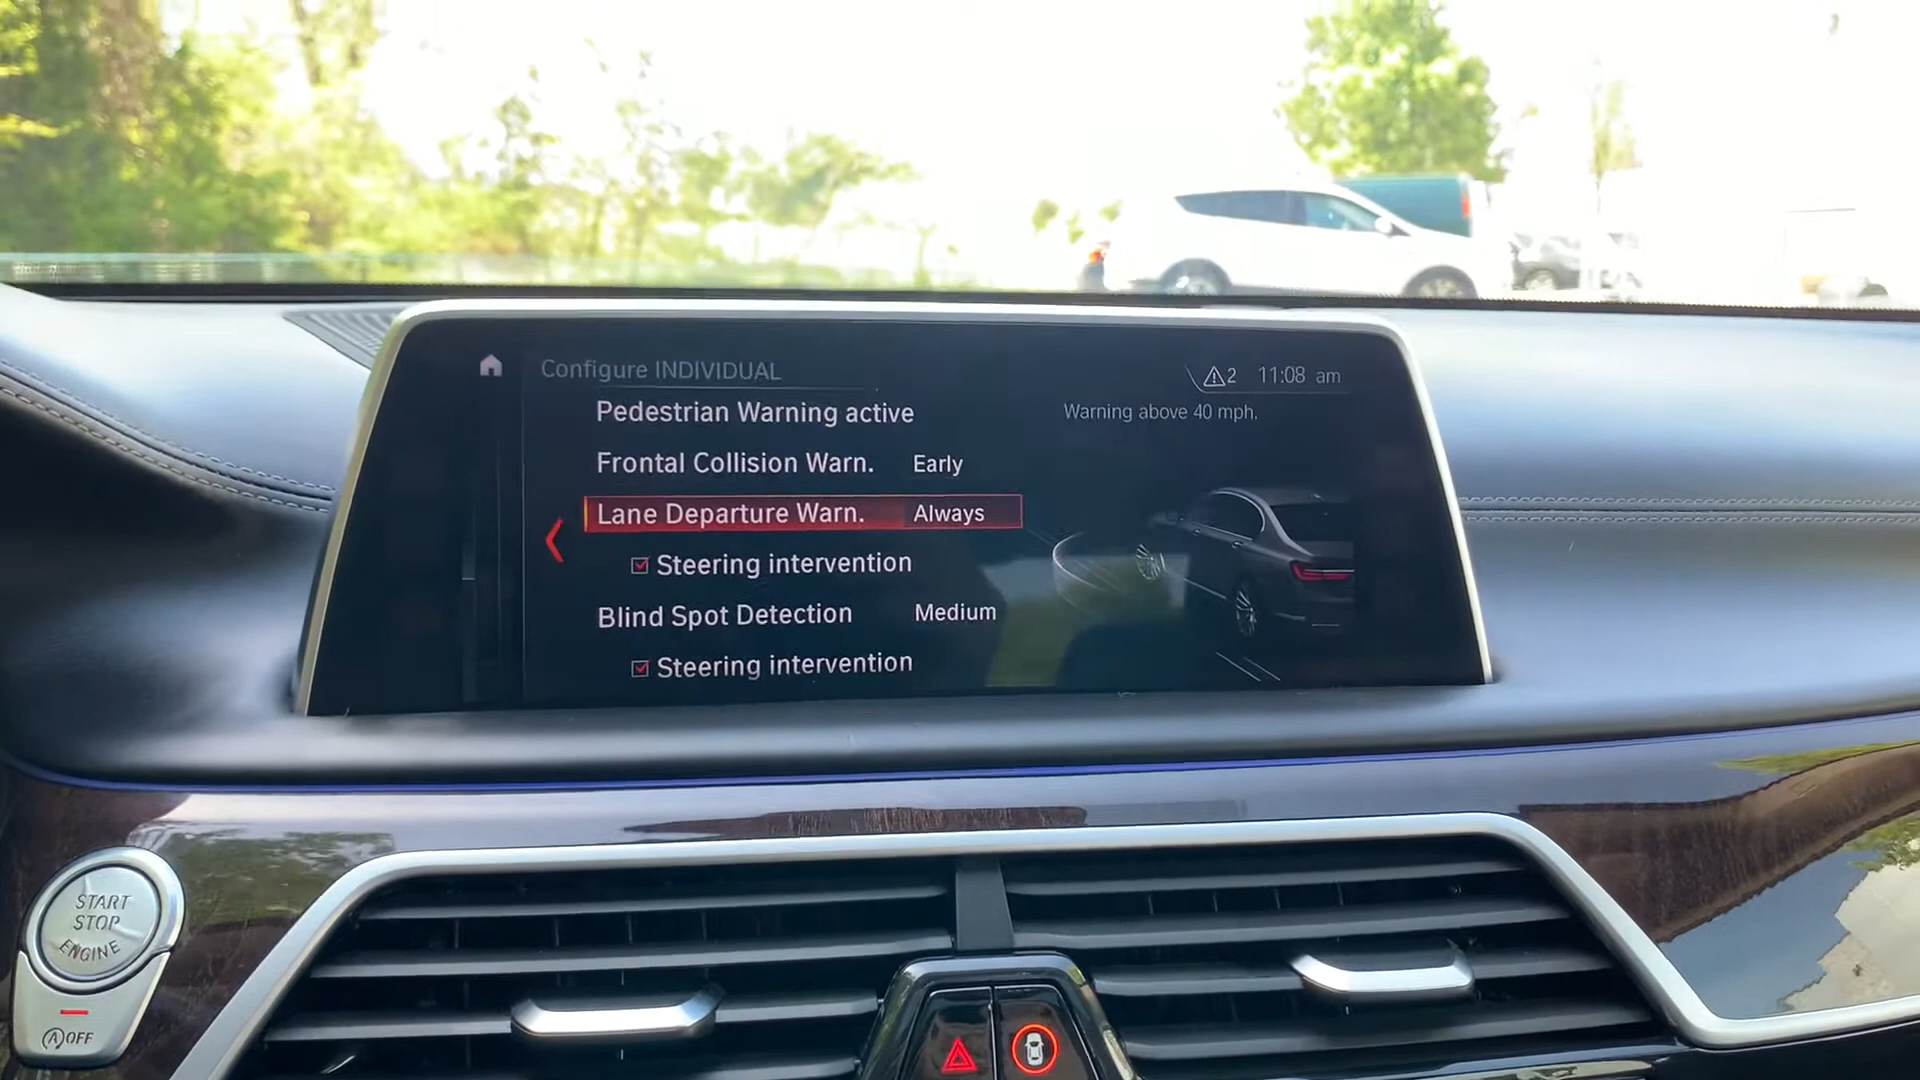 Configure INDIVIDUAL
2 11:08 am
Pedestrian Warning active
Warning above 40 mph.
Frontal Collision Warn. Early
Lane Departure Warn. Always
Steering intervention
Blind Spot Detection Medium
Steering intervention
START
STOP
ENGINE
A OFF